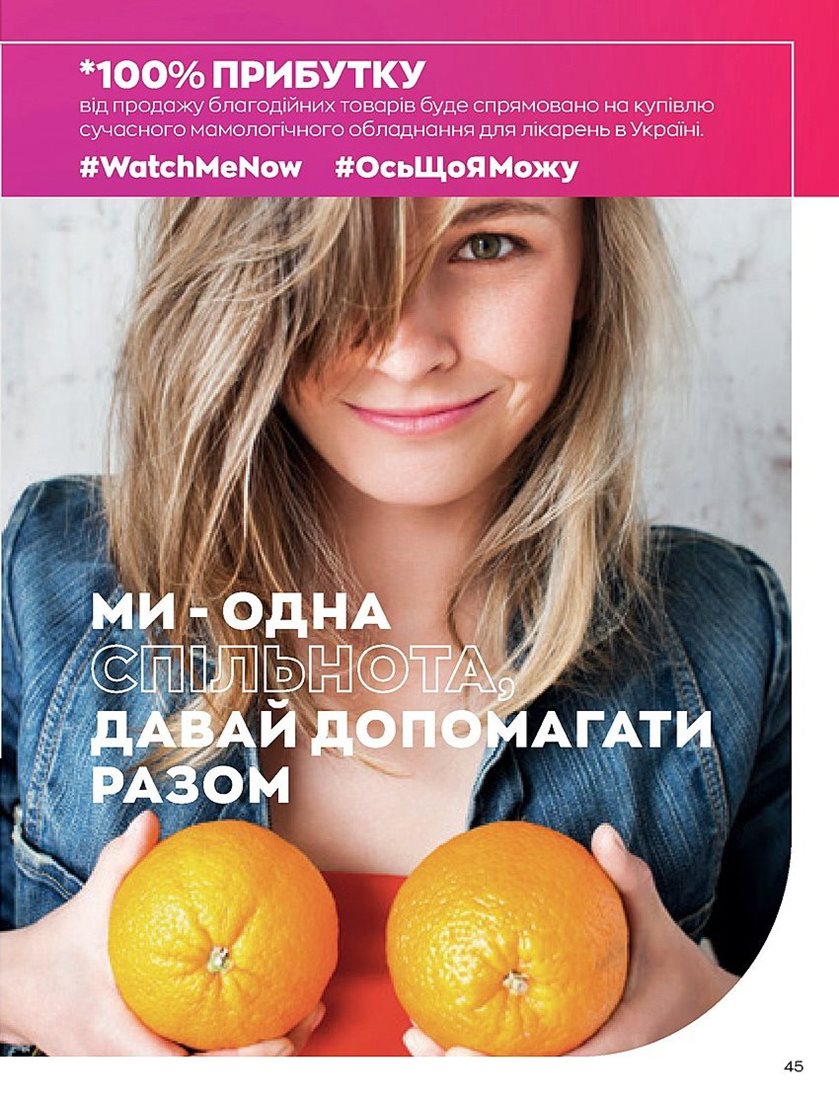 *100% ПРИБУТКУ
від продажу благодійних товарів буде спрямовано на купівлю
сучасного мамологічного обладнання для лікарень в Україні.
#WatchMeNow #ОсьЩоЯМожу
МИ - ОДНА
СПІЛЬНОТА,
ДАВАЙ ДОПОМАГАТИ
РАЗОМ
45